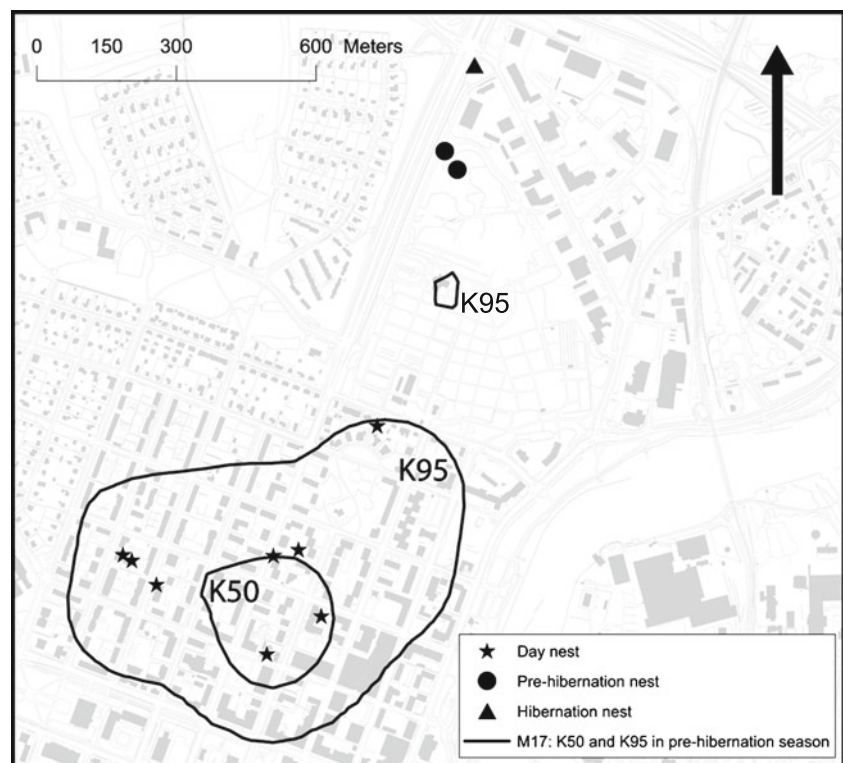 0 150 300 600 Meters
K95
K95
K50
Day nest
Pre-hibernation nest
Hibernation nest
M17: K50 and K95 in pre-hibernation season